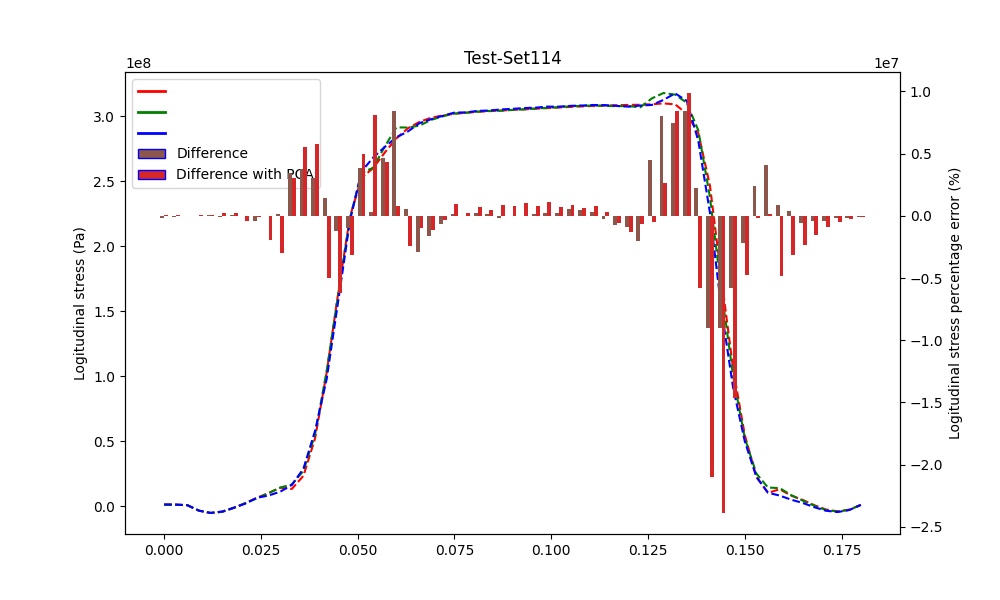 Test-Set114
1e8
1e7
Difference
Difference with PCA
Logitudinal stress (Pa)
3.0
2.5
2.0
1.5
1.0
0.5
0.0
Logitudinal stress percentage error (%)
1.0
0.5
0.0
−0.5
−1.0
−1.5
−2.0
−2.5
0.000 0.025 0.050 0.075 0.100 0.125 0.150 0.175